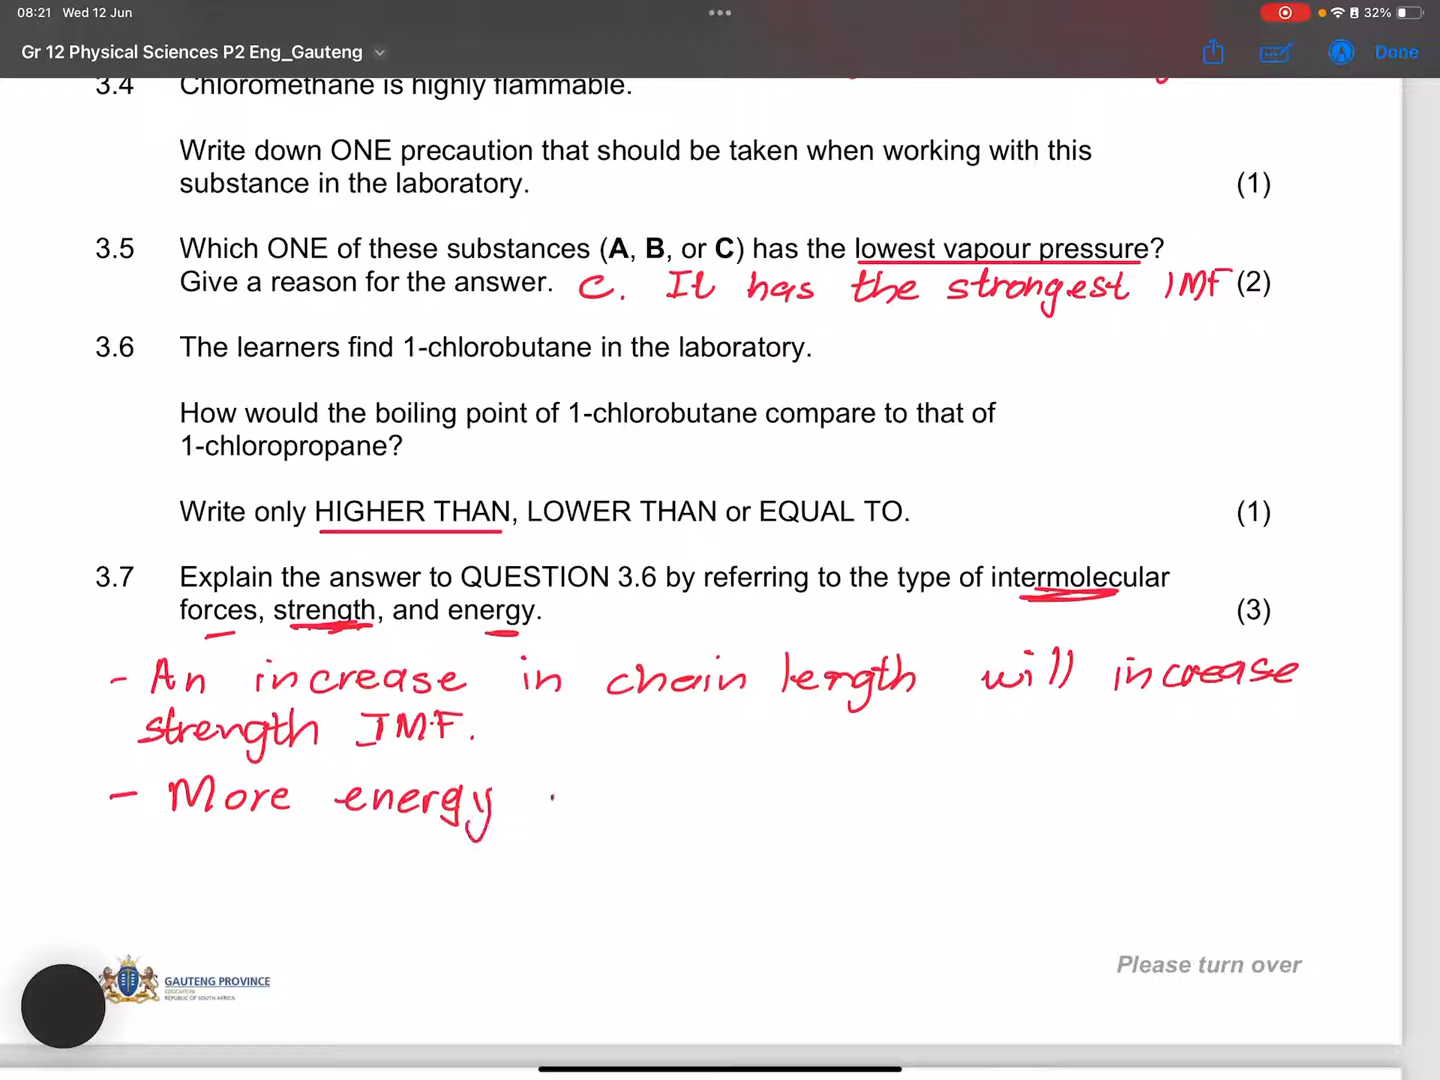 08:21 Wed 12 Jun
32%
Gr 12 Physical Sciences P2 Eng_Gauteng
Done
3.4 Chloromethane is highly flammable.
Write down ONE precaution that should be taken when working with this
substance in the laboratory. (1)
3.5 Which ONE of these substances (A, B, or C) has the lowest vapour pressure?
Give a reason for the answer. C. It has the strongest IMF (2)
3.6 The learners find 1-chlorobutane in the laboratory.
How would the boiling point of 1-chlorobutane compare to that of
1-chloropropane?
Write only HIGHER THAN, LOWER THAN or EQUAL TO. (1)
3.7 Explain the answer to QUESTION 3.6 by referring to the type of intermolecular
forces, strength, and energy. (3)
- An increase in chain length will increase
strength IMF.
- More energy
GAUTENG PROVINCE
EDUCATION
REPUBLIC OF SOUTH AFRICA
Please turn over